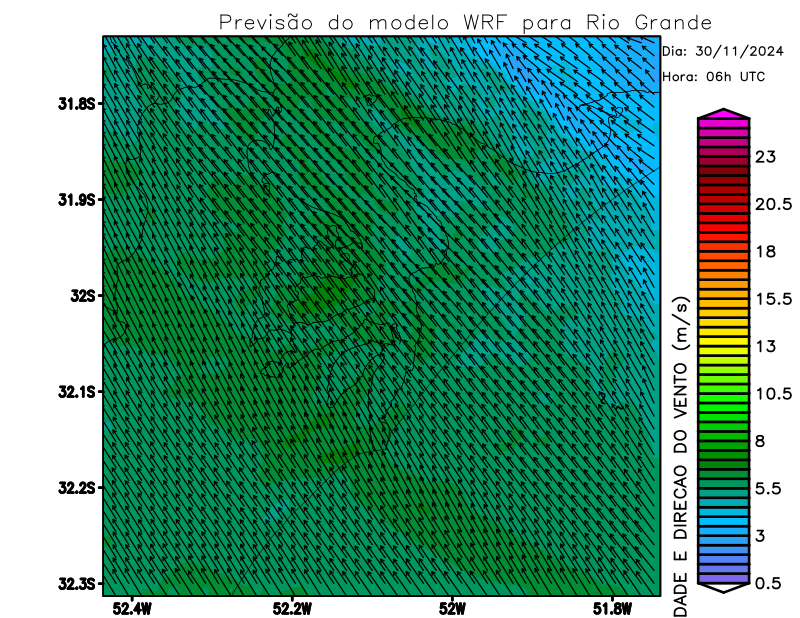 Previsão do modelo WRF para Rio Grande
Dia: 30/11/2024
Hora: 06h UTC
31.8S
31.9S
32S
32.1S
32.2S
32.3S
52.4W
52.2W
52W
51.8W
23
20.5
18
15.5
13
10.5
8
5.5
3
0.5
DADE E DIRECAO DO VENTO (m/s)